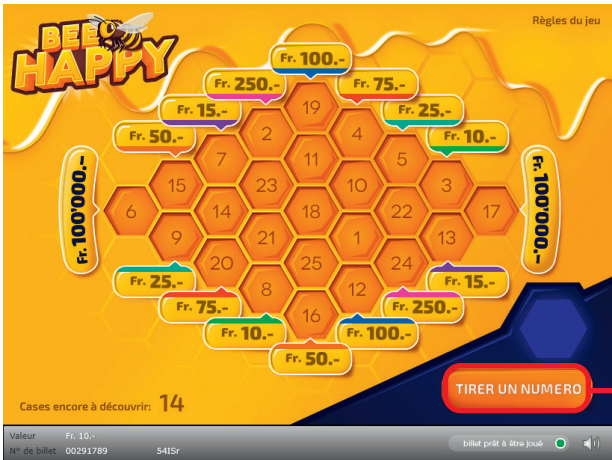 BEE
HAPPY
Règles du jeu
Fr. 100.-
Fr. 250.-
Fr. 75.-
Fr. 15.-
Fr. 25.-
Fr. 50.-
Fr. 10.-
Fr. 100'000.-
Fr. 100'000.-
19
2
4
7
11
5
15
23
10
3
6
14
18
22
17
9
21
1
13
20
25
24
8
12
16
Fr. 25.-
Fr. 15.-
Fr. 75.-
Fr. 250.-
Fr. 10.-
Fr. 100.-
Fr. 50.-
TIRER UN NUMERO
Cases encore à découvrir: 14
Valeur Fr. 10.-
billet prêt à être joué
N° de billet 00291789 54ISr